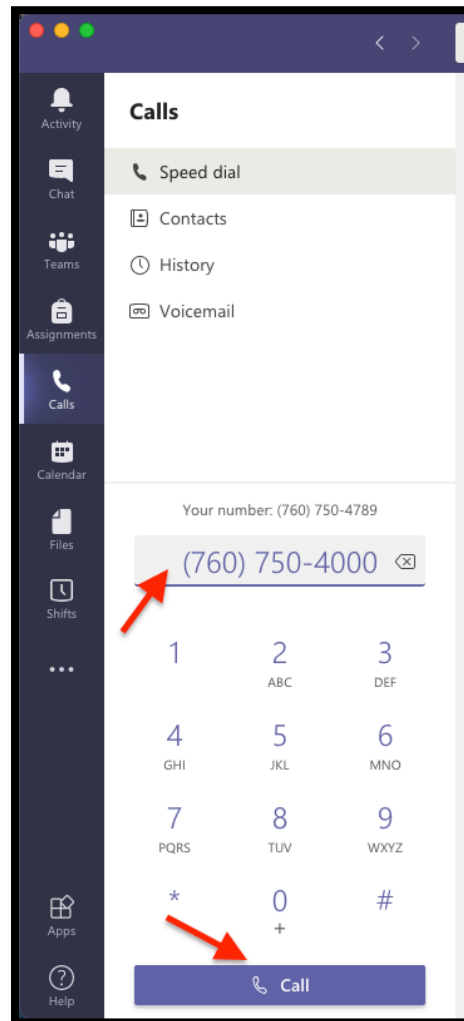 Activity
Chat
Teams
Assignments
Calls
Calendar
Files
Shifts
Apps
Help
Calls
Speed dial
Contacts
History
Voicemail
Your number: (760) 750-4789
(760) 750-4000
1 2 3
ABC DEF
4 5 6
GHI JKL MNO
7 8 9
PQRS TUV WXYZ
* 0 #
+
Call